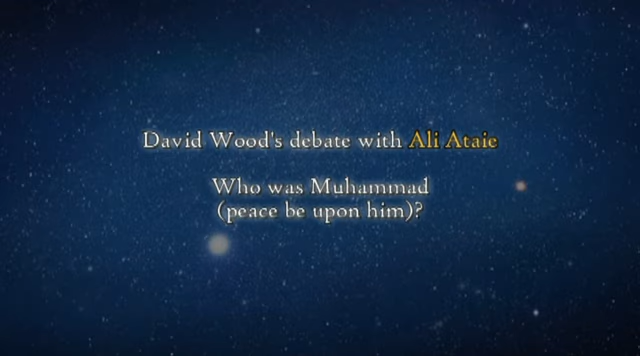 David Wood's debate with Ali Ataie
Who was Muhammad
(peace be upon him)?